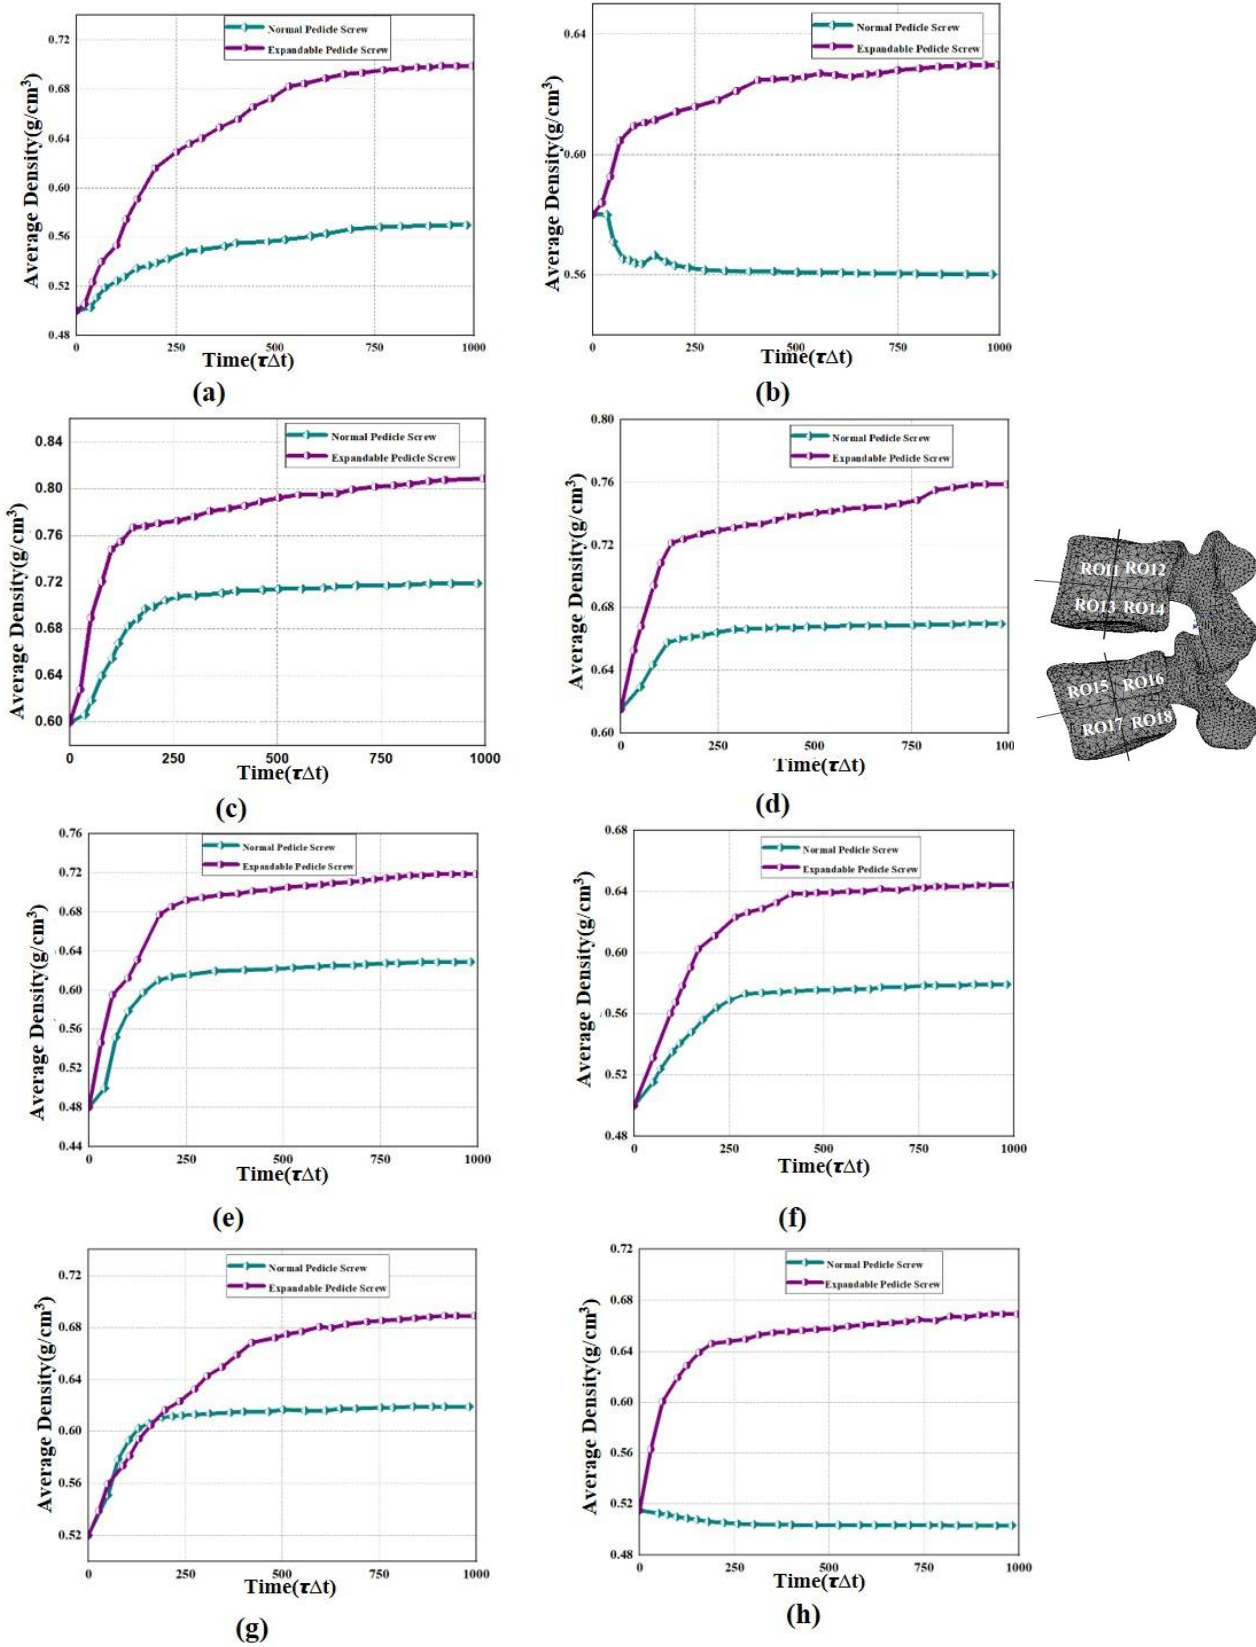 Normal Pedicle Screw
Expandable Pedicle Screw
0.72
0.68
0.64
0.60
0.56
0.52
0.48
Average Density(g/cm³)
0 250 500 750 1000
Time(τΔt)
(a)
Normal Pedicle Screw
Expandable Pedicle Screw
0.64
0.60
0.56
Average Density(g/cm³)
0 250 500 750 1000
Time(τΔt)
(b)
Normal Pedicle Screw
Expandable Pedicle Screw
0.84
0.80
0.76
0.72
0.68
0.64
0.60
Average Density(g/cm³)
0 250 500 750 1000
Time(τΔt)
(c)
Normal Pedicle Screw
Expandable Pedicle Screw
0.80
0.76
0.72
0.68
0.64
0.60
Average Density(g/cm³)
0 250 500 750 100
Time(τΔt)
(d)
ROI1 ROI2
ROI3 ROI4
ROI5 ROI6
ROI7 ROI8
Normal Pedicle Screw
Expandable Pedicle Screw
0.76
0.72
0.68
0.64
0.60
0.56
0.52
0.48
0.44
Average Density(g/cm³)
0 250 500 750 1000
Time(τΔt)
(e)
Normal Pedicle Screw
Expandable Pedicle Screw
0.68
0.64
0.60
0.56
0.52
0.48
Average Density(g/cm³)
0 250 500 750 1000
Time(τΔt)
(f)
Normal Pedicle Screw
Expandable Pedicle Screw
0.72
0.68
0.64
0.60
0.56
0.52
Average Density(g/cm³)
0 250 500 750 1000
Time(τΔt)
(g)
Normal Pedicle Screw
Expandable Pedicle Screw
0.72
0.68
0.64
0.60
0.56
0.52
0.48
Average Density(g/cm³)
0 250 500 750 1000
Time(τΔt)
(h)